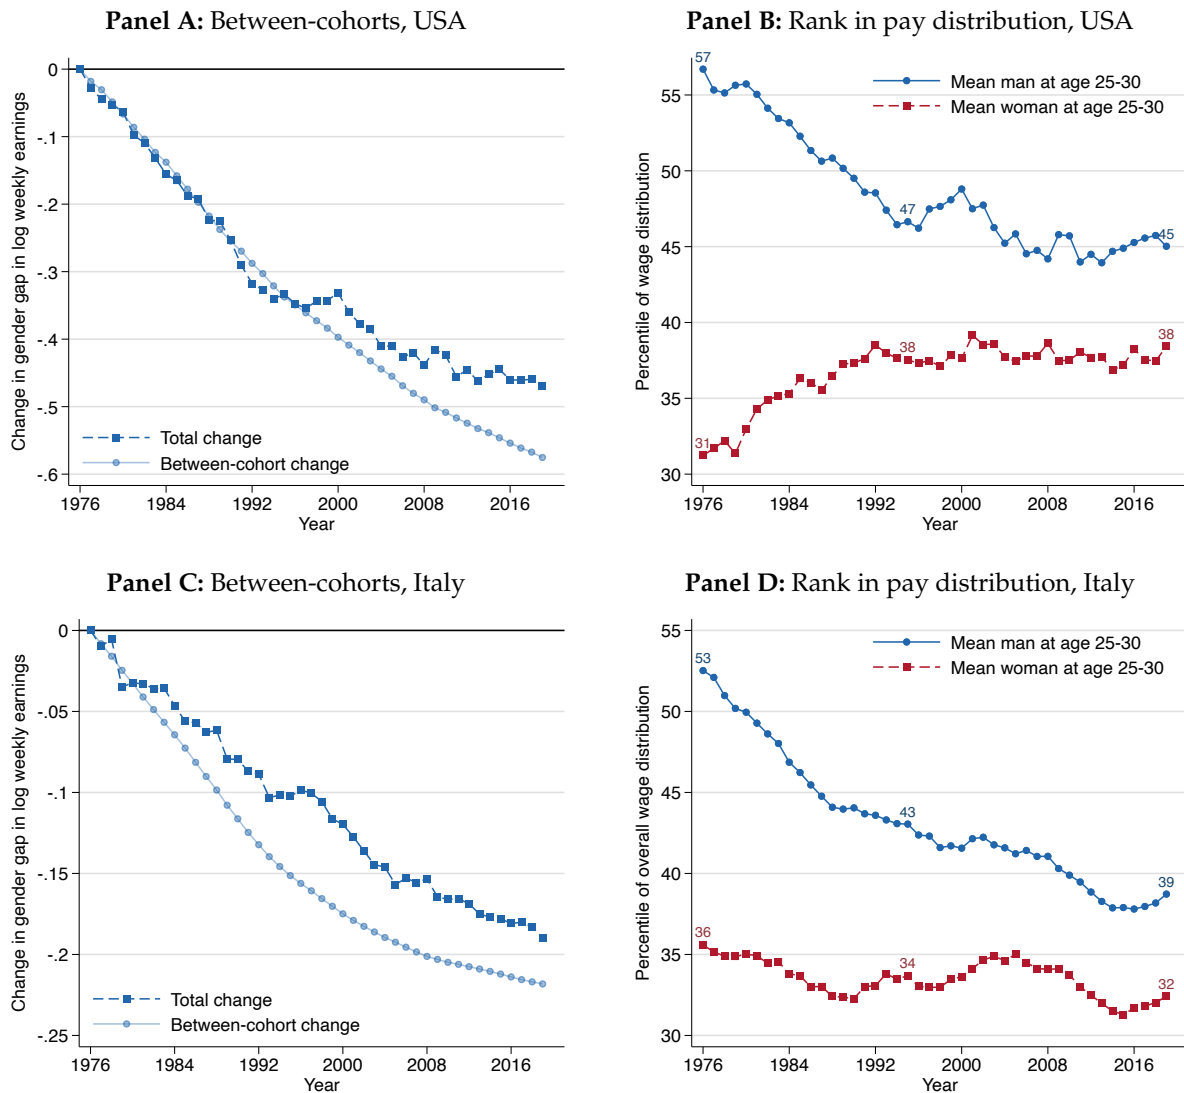 Panel A: Between-cohorts, USA
0
-.1
-.2
-.3
-.4
-.5
-.6
Change in gender gap in log weekly earnings
Total change
Between-cohort change
1976 1984 1992 2000 2008 2016
Year
Panel B: Rank in pay distribution, USA
57
55
50
45
40
35
30
Percentile of wage distribution
Mean man at age 25-30
Mean woman at age 25-30
47
45
38
38
31
1976 1984 1992 2000 2008 2016
Year
Panel C: Between-cohorts, Italy
0
-.05
-.1
-.15
-.2
-.25
Change in gender gap in log weekly earnings
Total change
Between-cohort change
1976 1984 1992 2000 2008 2016
Year
Panel D: Rank in pay distribution, Italy
55
50
45
40
35
30
Percentile of overall wage distribution
Mean man at age 25-30
Mean woman at age 25-30
53
43
39
36
34
32
1976 1984 1992 2000 2008 2016
Year